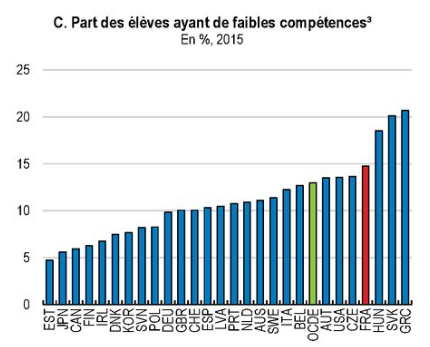 C. Part des élèves ayant de faibles compétences³
En %, 2015
25
20
15
10
5
0
EST JPN CAN FIN IRL DNK KOR SVN POL DEU GBR CHE ESP LVA PRT NLD AUS SWE ITA BEL OCDE AUT USA CZE FRA HUN SVK GRC